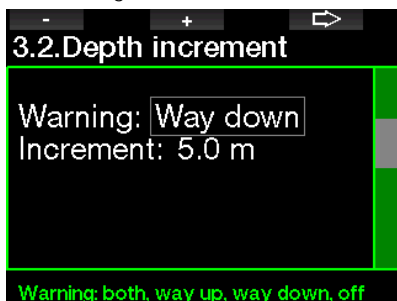 - + ⇨
3.2.Depth increment
Warning: Way down
Increment: 5.0 m
Warning: both, way up, way down, off